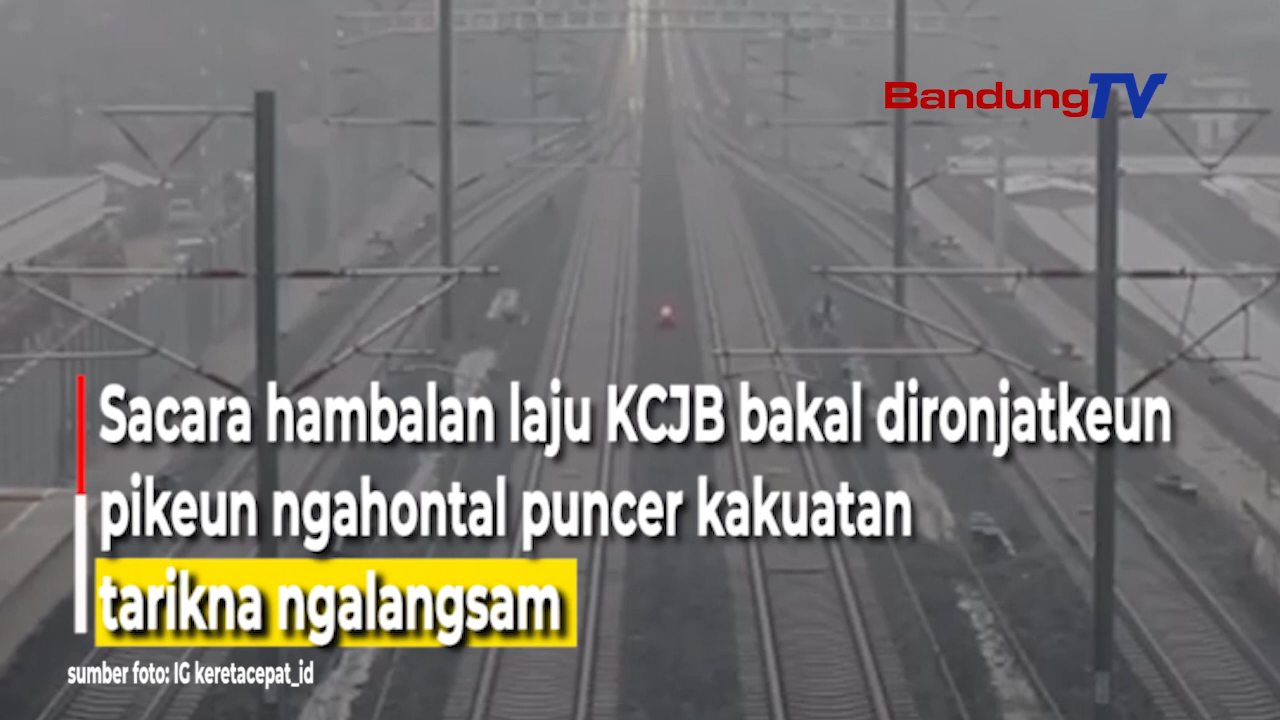 BandungTV
Sacara hambalan laju KCJB bakal dironjatkeun
pikeun ngahontal puncer kakuatan
tarikna ngalangsam
sumber foto: IG keretacepat_id